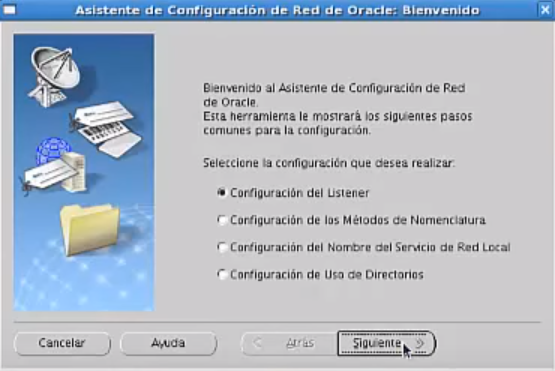 Asistente de Configuración de Red de Oracle: Bienvenido
Bienvenido al Asistente de Configuración de Red
de Oracle.
Esta herramienta le mostrará los siguientes pasos
comunes para la configuración.
Seleccione la configuración que desea realizar:
Configuración del Listener
Configuración de los Métodos de Nomenclatura
Configuración del Nombre del Servicio de Red Local
Configuración de Uso de Directorios
Cancelar
Ayuda
Atrás
Siguiente